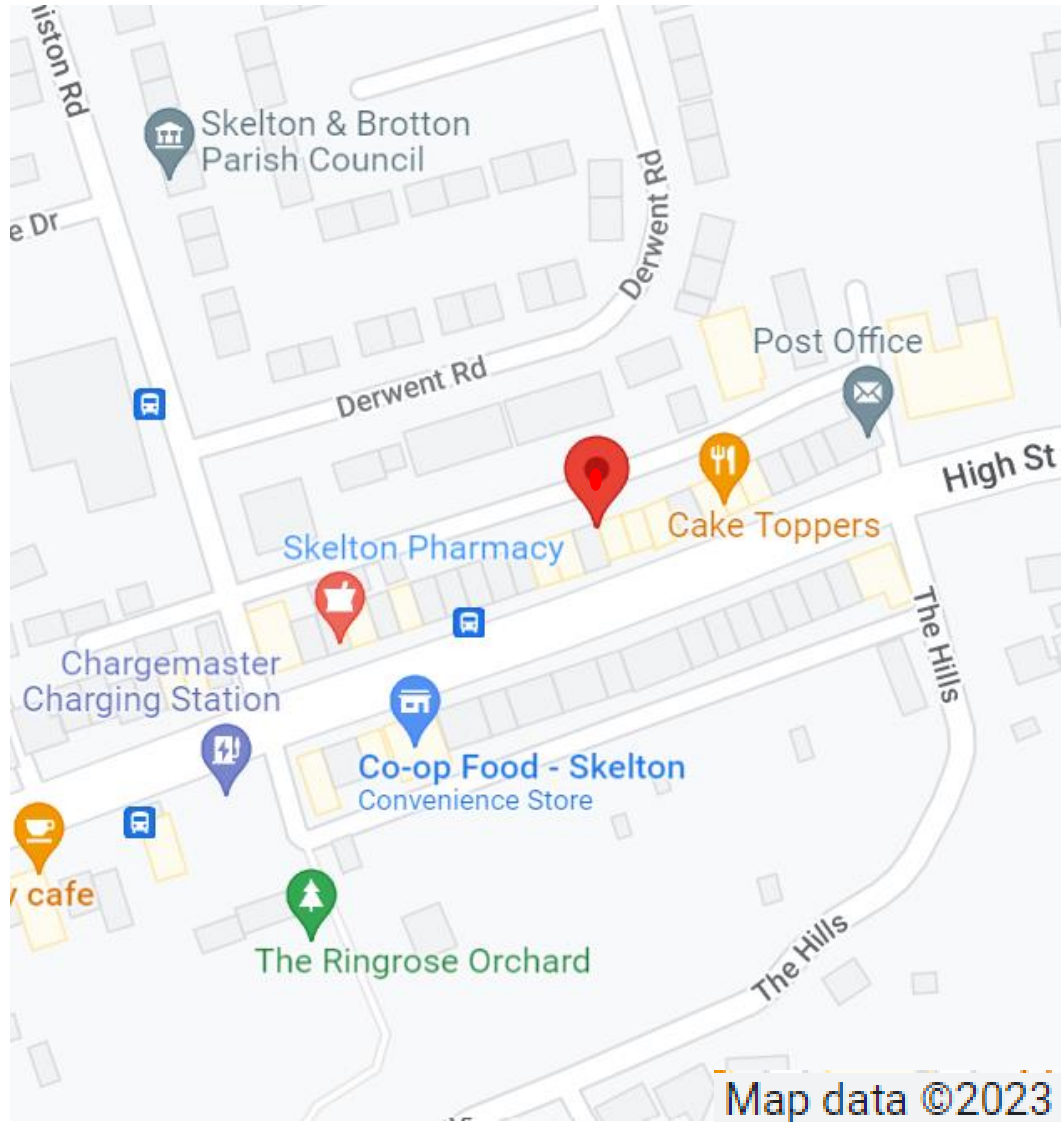 niston Rd
Skelton & Brotton
Parish Council
e Dr
Derwent Rd
Post Office
Derwent Rd
High St
Cake Toppers
Skelton Pharmacy
The Hills
Chargemaster
Charging Station
Co-op Food - Skelton
Convenience Store
y cafe
The Ringrose Orchard
The Hills
Map data ©2023